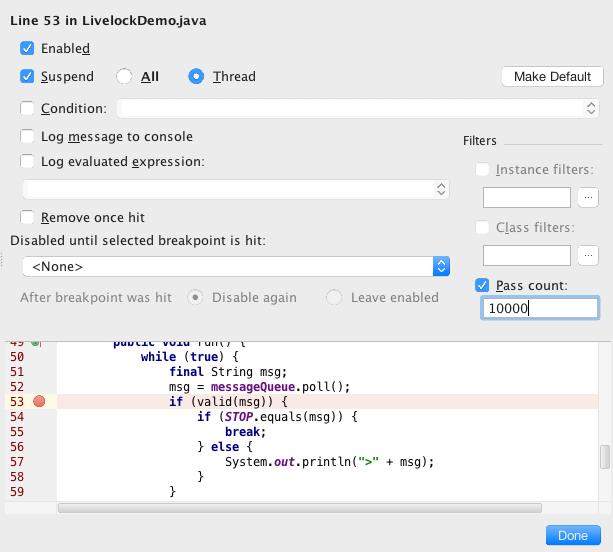 Line 53 in LivelockDemo.java
Enabled
Suspend All Thread Make Default
Condition:
Log message to console
Filters
Log evaluated expression:
Instance filters:
...
Remove once hit
Class filters:
...
Disabled until selected breakpoint is hit:
<None>
Pass count:
After breakpoint was hit Disable again Leave enabled
10000
49 public void run() {
50 while (true) {
51 final String msg;
52 msg = messageQueue.poll();
53 if (valid(msg)) {
54 if (STOP.equals(msg)) {
55 break;
56 } else {
57 System.out.println(">" + msg);
58 }
59 }
Done